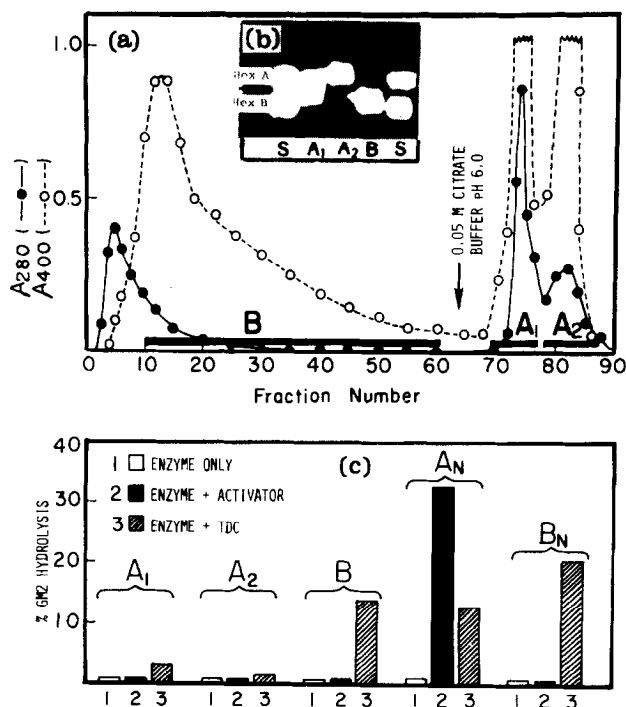 (a)
(b)
1.0
0.5
0
A280 (—●—)
A400 (--○--)
Hex A
Hex B
S A1 A2 B S
0.05 M CITRATE
BUFFER pH 6.0
B
A1
A2
0 10 20 30 40 50 60 70 80 90
Fraction Number
(c)
40
30
20
10
% GM2 HYDROLYSIS
1 ENZYME ONLY
2 ENZYME + ACTIVATOR
3 ENZYME + TDC
A1
A2
B
AN
BN
1 2 3 1 2 3 1 2 3 1 2 3 1 2 3